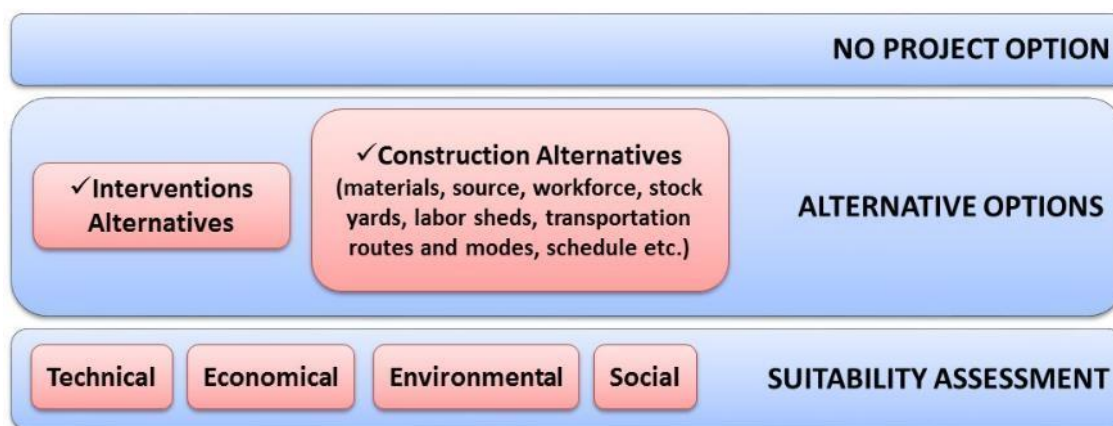 NO PROJECT OPTION
✓Interventions
Alternatives
✓Construction Alternatives
(materials, source, workforce, stock
yards, labor sheds, transportation
routes and modes, schedule etc.)
ALTERNATIVE OPTIONS
Technical
Economical
Environmental
Social
SUITABILITY ASSESSMENT